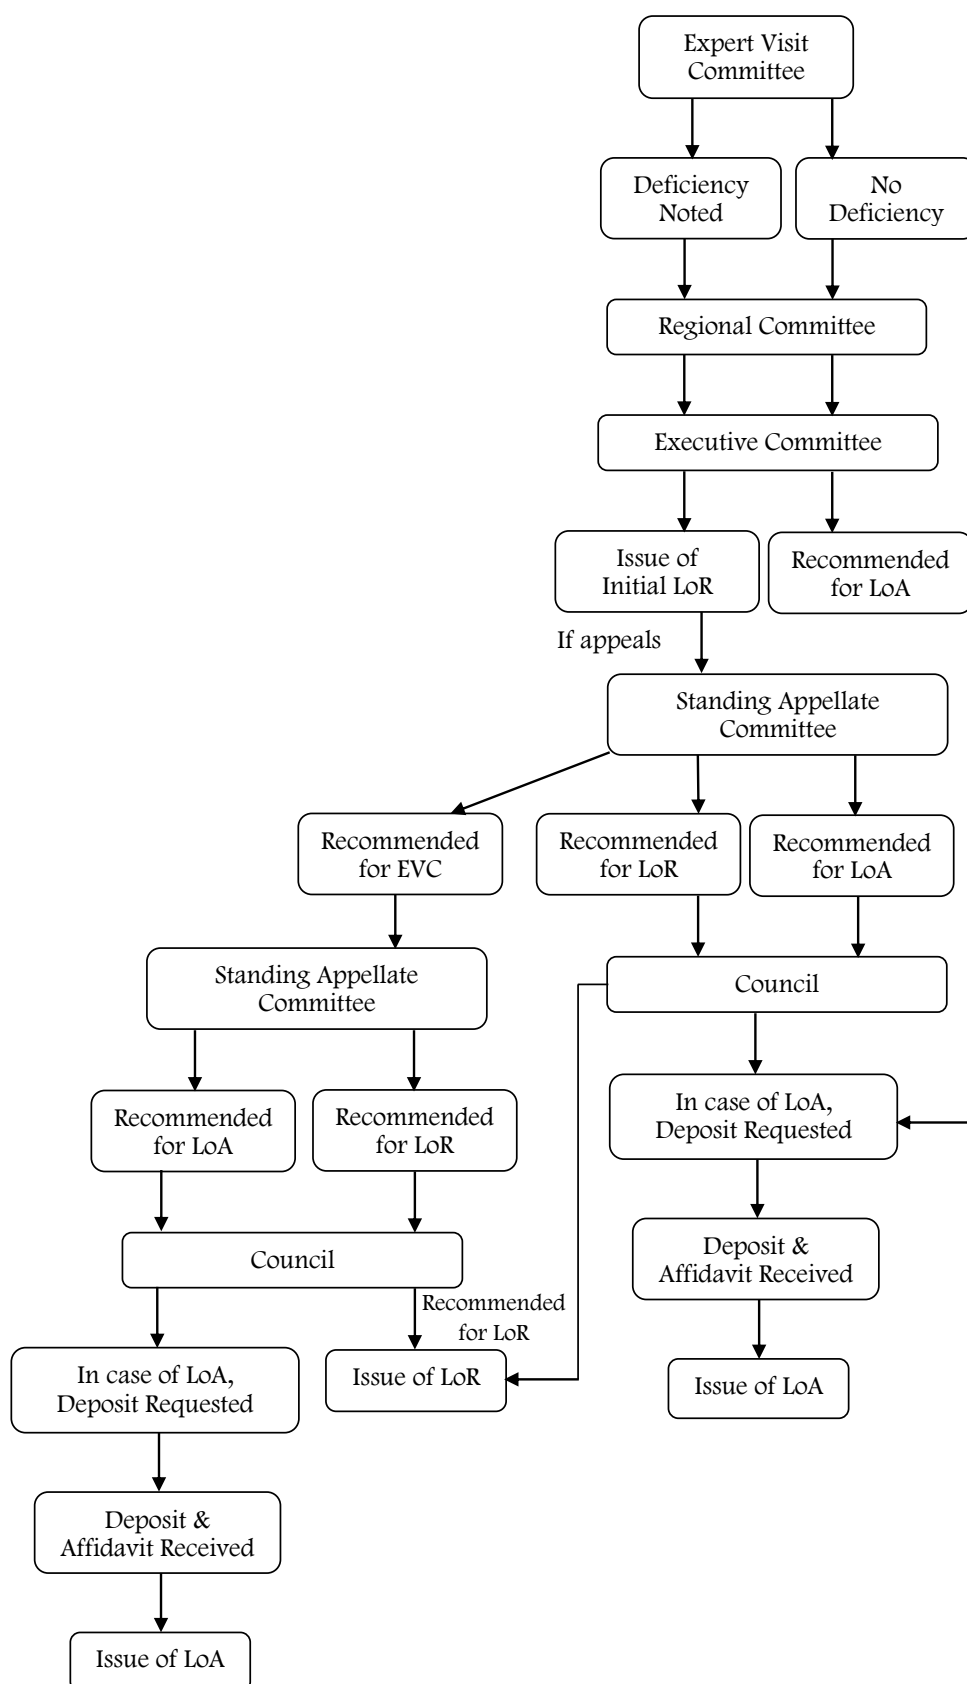 Expert Visit
Committee
Deficiency
Noted
No
Deficiency
Regional Committee
Executive Committee
Issue of
Initial LoR
Recommended
for LoA
If appeals
Standing Appellate
Committee
Recommended
for EVC
Recommended
for LoR
Recommended
for LoA
Standing Appellate
Committee
Council
Recommended
for LoA
Recommended
for LoR
In case of LoA,
Deposit Requested
Council
Deposit &
Affidavit Received
Recommended
for LoR
In case of LoA,
Deposit Requested
Issue of LoR
Issue of LoA
Deposit &
Affidavit Received
Issue of LoA